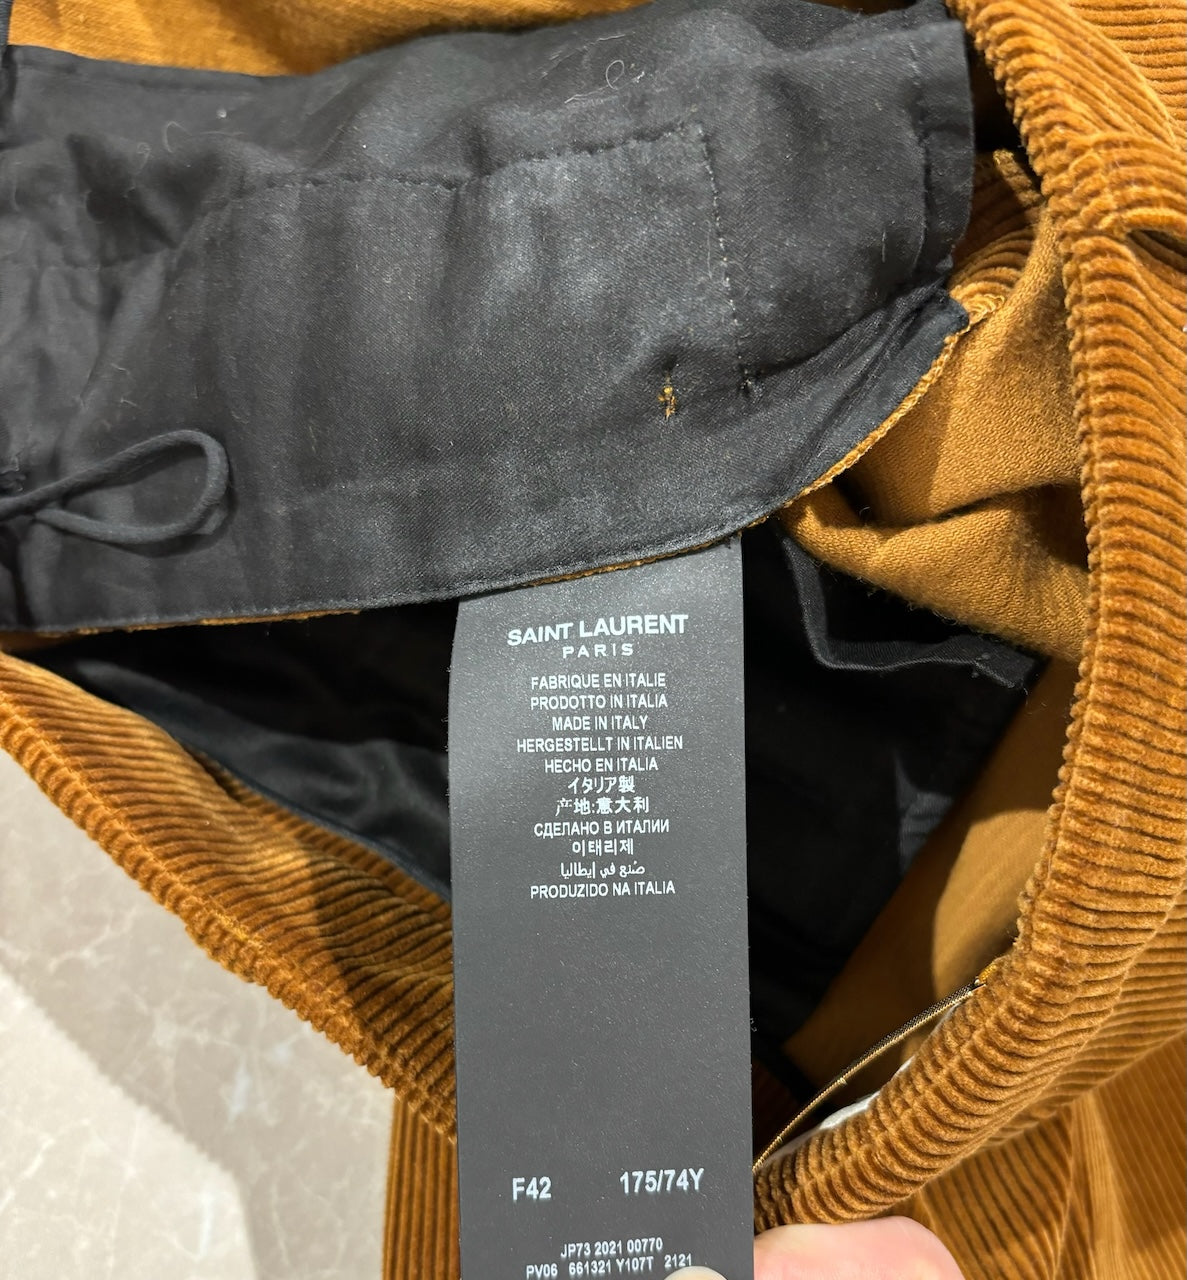 SAINT LAURENT
PARIS
FABRIQUE EN ITALIE
PRODOTTO IN ITALIA
MADE IN ITALY
HERGESTELLT IN ITALIEN
HECHO EN ITALIA
イタリア製
产地:意大利
СДЕЛАНО В ИТАЛИИ
이태리제
صُنع في إيطاليا
PRODUZIDO NA ITALIA
F42 175/74Y
JP73 2021 00770
PV06 661321 Y107T 2121